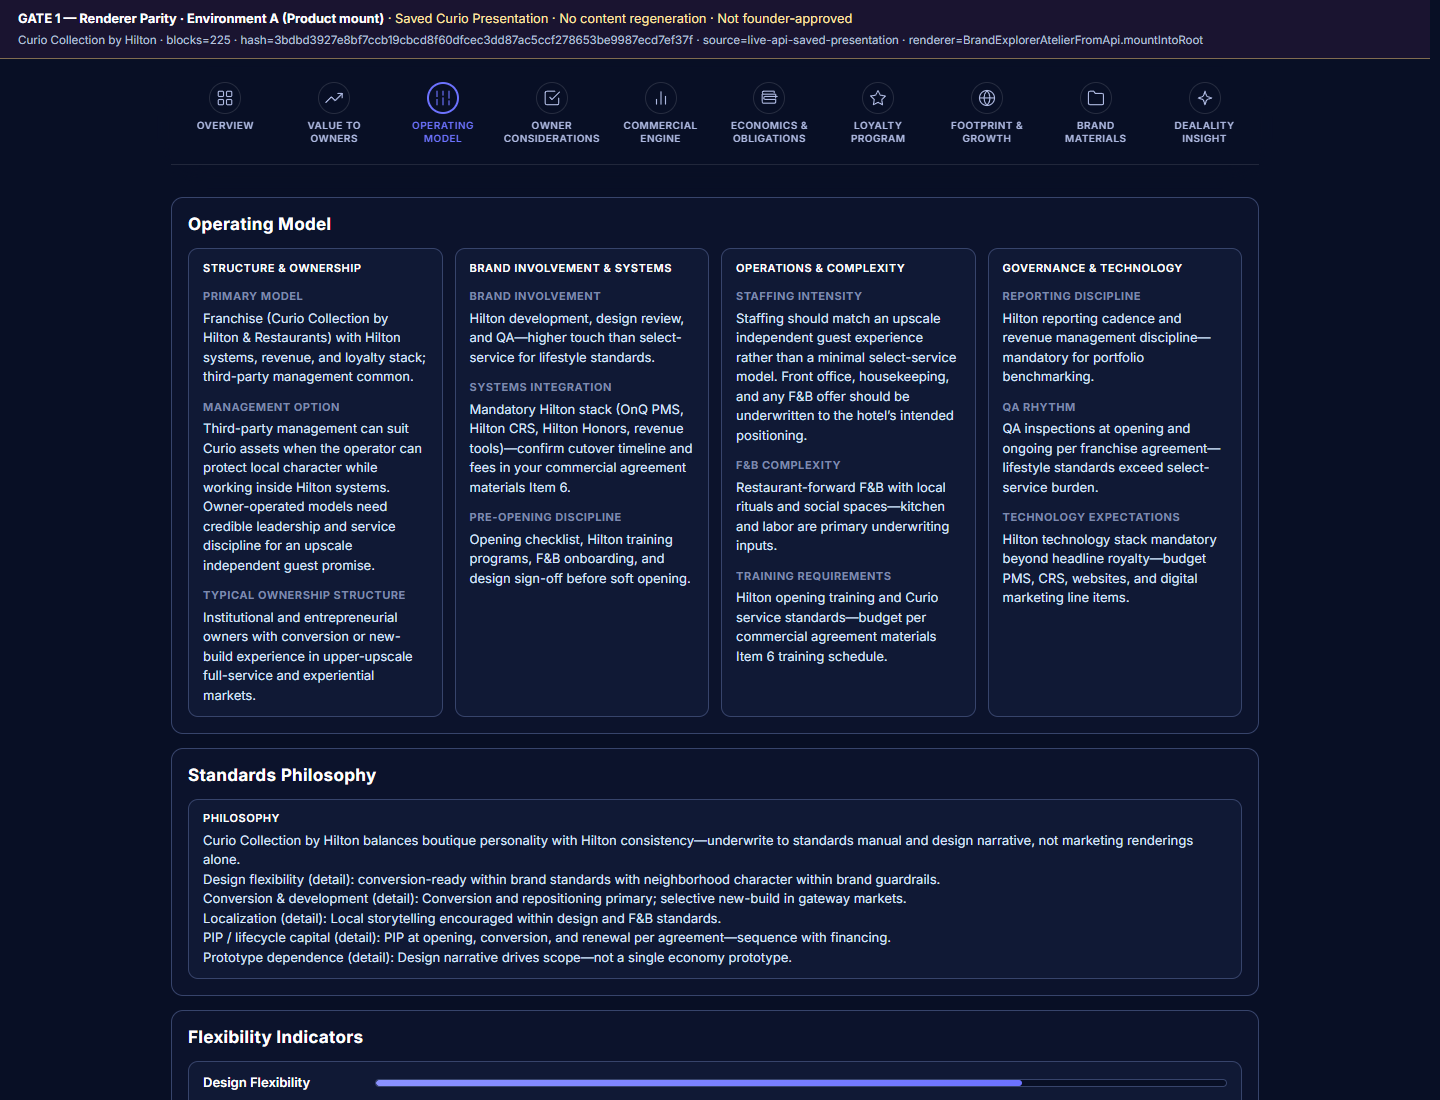 GATE 1 — Renderer Parity · Environment A (Product mount) · Saved Curio Presentation · No content regeneration · Not founder-approved
Curio Collection by Hilton · blocks=225 · hash=3bdbd3927e8bf7ccb19cbcd8f60dfcec3dd87ac5ccf278653be9987ecd7ef37f · source=live-api-saved-presentation · renderer=BrandExplorerAtelierFromApi.mountIntoRoot
OVERVIEW
VALUE TO
OWNERS
OPERATING
MODEL
OWNER
CONSIDERATIONS
COMMERCIAL
ENGINE
ECONOMICS &
OBLIGATIONS
LOYALTY
PROGRAM
FOOTPRINT &
GROWTH
BRAND
MATERIALS
DEALALITY
INSIGHT
Operating Model
STRUCTURE & OWNERSHIP
PRIMARY MODEL
Franchise (Curio Collection by
Hilton & Restaurants) with Hilton
systems, revenue, and loyalty stack;
third-party management common.
MANAGEMENT OPTION
Third-party management can suit
Curio assets when the operator can
protect local character while
working inside Hilton systems.
Owner-operated models need
credible leadership and service
discipline for an upscale
independent guest promise.
TYPICAL OWNERSHIP STRUCTURE
Institutional and entrepreneurial
owners with conversion or new-
build experience in upper-upscale
full-service and experiential
markets.
BRAND INVOLVEMENT & SYSTEMS
BRAND INVOLVEMENT
Hilton development, design review,
and QA—higher touch than select-
service for lifestyle standards.
SYSTEMS INTEGRATION
Mandatory Hilton stack (OnQ PMS,
Hilton CRS, Hilton Honors, revenue
tools)—confirm cutover timeline and
fees in your commercial agreement
materials Item 6.
PRE-OPENING DISCIPLINE
Opening checklist, Hilton training
programs, F&B onboarding, and
design sign-off before soft opening.
OPERATIONS & COMPLEXITY
STAFFING INTENSITY
Staffing should match an upscale
independent guest experience
rather than a minimal select-service
model. Front office, housekeeping,
and any F&B offer should be
underwritten to the hotel's intended
positioning.
F&B COMPLEXITY
Restaurant-forward F&B with local
rituals and social spaces—kitchen
and labor are primary underwriting
inputs.
TRAINING REQUIREMENTS
Hilton opening training and Curio
service standards—budget per
commercial agreement materials
Item 6 training schedule.
GOVERNANCE & TECHNOLOGY
REPORTING DISCIPLINE
Hilton reporting cadence and
revenue management discipline—
mandatory for portfolio
benchmarking.
QA RHYTHM
QA inspections at opening and
ongoing per franchise agreement—
lifestyle standards exceed select-
service burden.
TECHNOLOGY EXPECTATIONS
Hilton technology stack mandatory
beyond headline royalty—budget
PMS, CRS, websites, and digital
marketing line items.
Standards Philosophy
PHILOSOPHY
Curio Collection by Hilton balances boutique personality with Hilton consistency—underwrite to standards manual and design narrative, not marketing renderings
alone.
Design flexibility (detail): conversion-ready within brand standards with neighborhood character within brand guardrails.
Conversion & development (detail): Conversion and repositioning primary; selective new-build in gateway markets.
Localization (detail): Local storytelling encouraged within design and F&B standards.
PIP / lifecycle capital (detail): PIP at opening, conversion, and renewal per agreement—sequence with financing.
Prototype dependence (detail): Design narrative drives scope—not a single economy prototype.
Flexibility Indicators
Design Flexibility